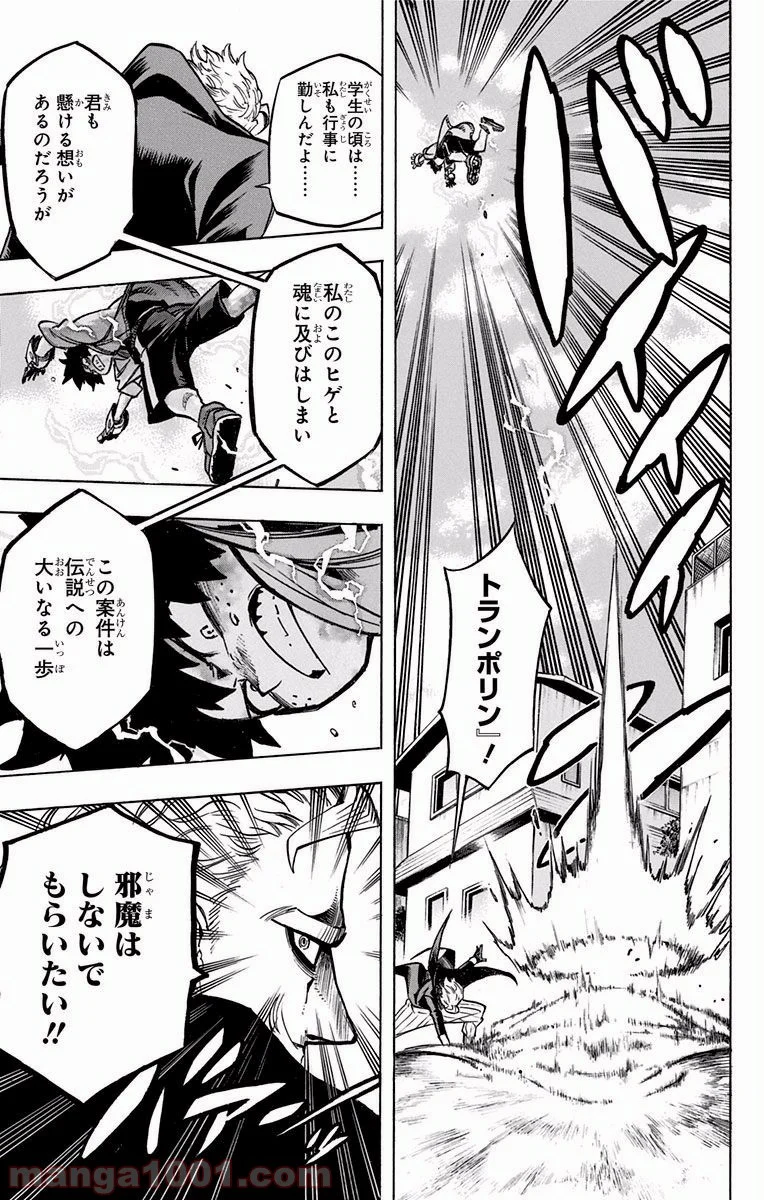 トランポリン』!
学生の頃は……
私も行事に
勤しんだよ……
君も
懸ける想いが
あるのだろうが
私のこのヒゲと
魂に及びはしまい
この案件は
伝説への
大いなる一歩
邪魔は
しないで
もらいたい!!
バァーン
manga1001.com